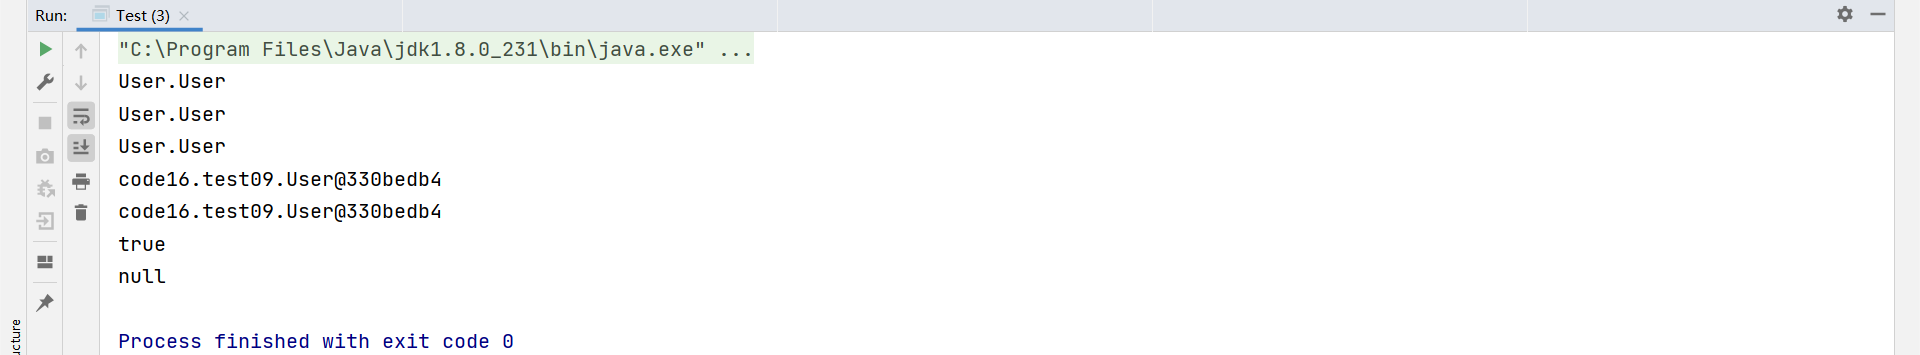 Run: Test (3)
"C:\Program Files\Java\jdk1.8.0_231\bin\java.exe" ...
User.User
User.User
User.User
code16.test09.User@330bedb4
code16.test09.User@330bedb4
true
null
Process finished with exit code 0
ucture